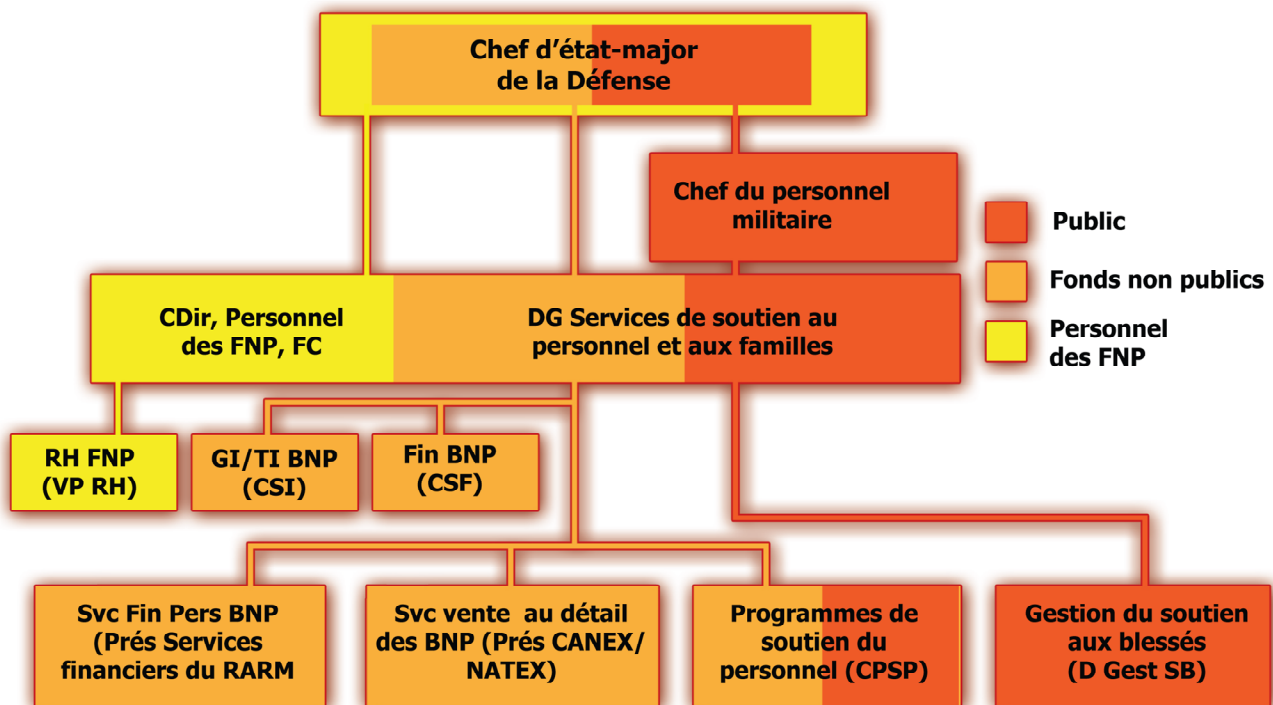 Chef d'état-major
de la Défense
Chef du personnel
militaire
Public
Fonds non publics
Personnel
des FNP
CDir, Personnel
des FNP, FC
DG Services de soutien au
personnel et aux familles
RH FNP
(VP RH)
GI/TI BNP
(CSI)
Fin BNP
(CSF)
Svc Fin Pers BNP
(Prés Services
financiers du RARM
Svc vente au détail
des BNP (Prés CANEX/
NATEX)
Programmes de
soutien du
personnel (CPSP)
Gestion du soutien
aux blessés
(D Gest SB)